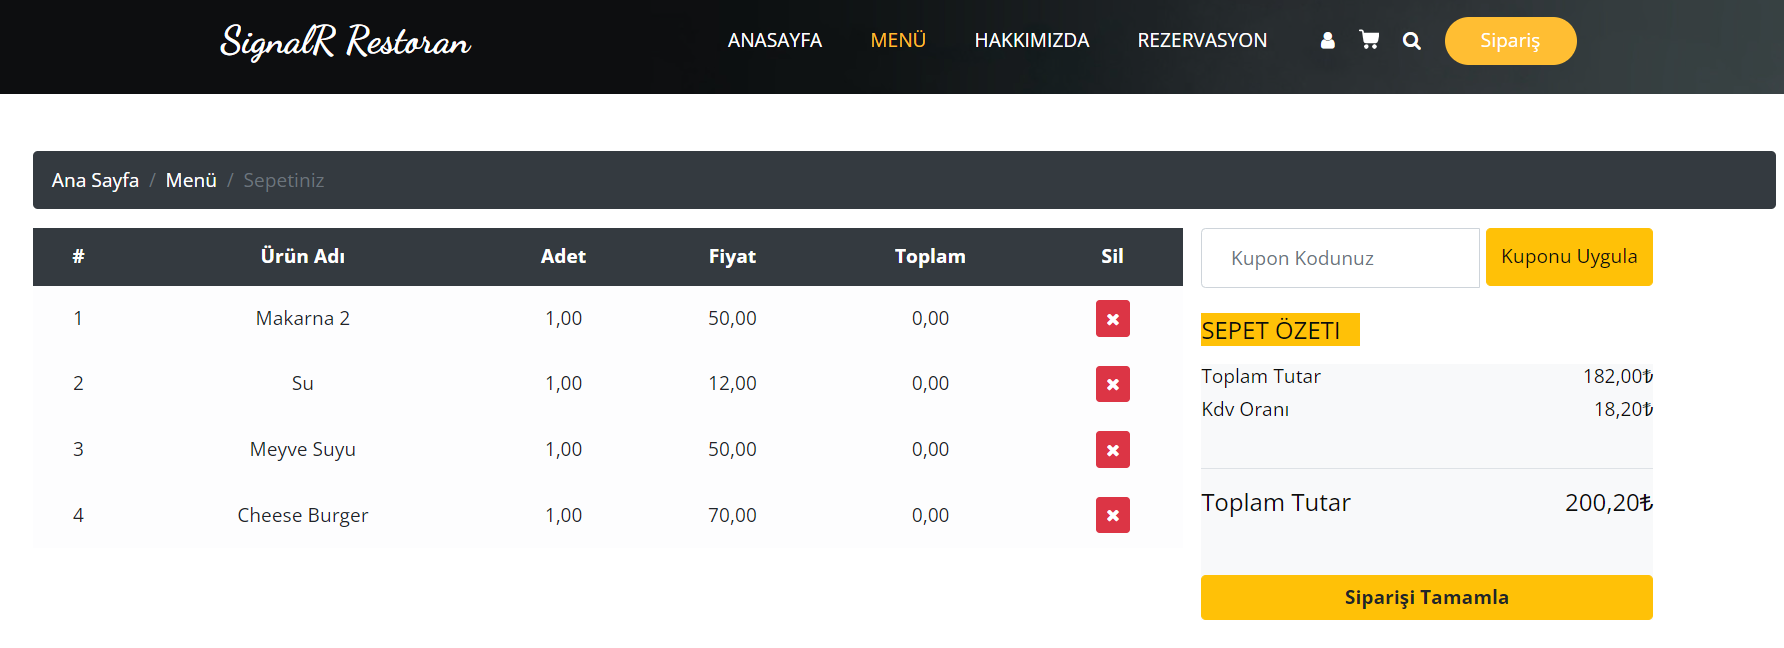 SignalR Restoran ANASAYFA MENÜ HAKKIMIZDA REZERVASYON Sipariş
Ana Sayfa / Menü / Sepetiniz
# Ürün Adı Adet Fiyat Toplam Sil
1 Makarna 2 1,00 50,00 0,00
2 Su 1,00 12,00 0,00
3 Meyve Suyu 1,00 50,00 0,00
4 Cheese Burger 1,00 70,00 0,00
Kupon Kodunuz Kuponu Uygula
SEPET ÖZETI
Toplam Tutar 182,00₺
Kdv Oranı 18,20₺
Toplam Tutar 200,20₺
Siparişi Tamamla